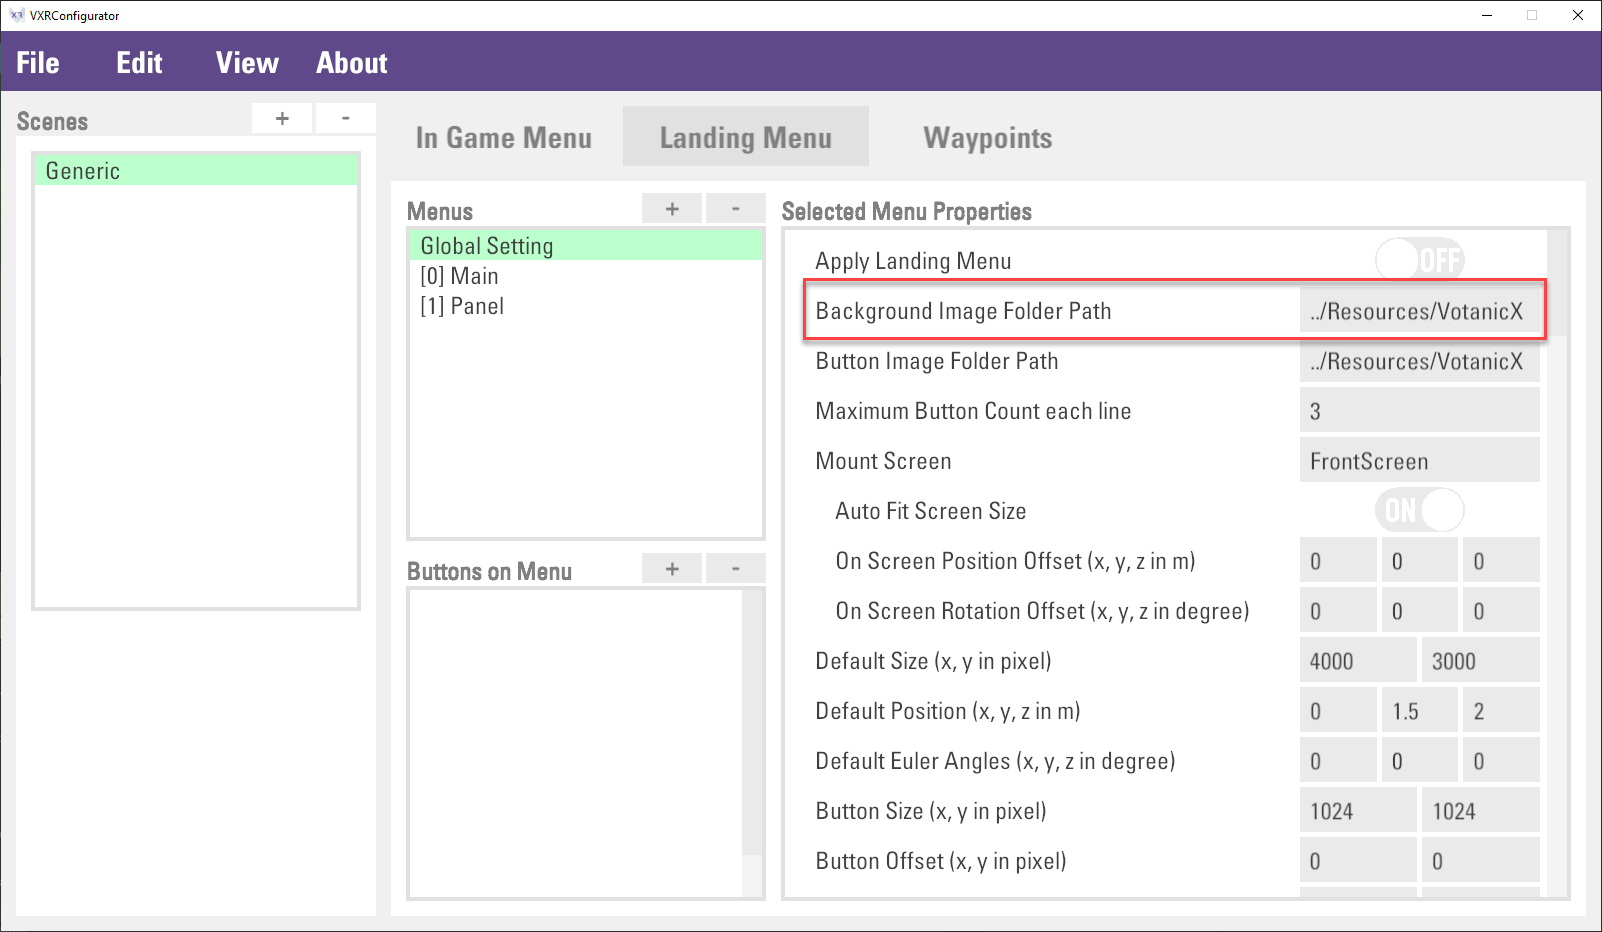 VXRConfigurator
File Edit View About
Scenes + -
Generic
In Game Menu Landing Menu Waypoints
Menus + -
Global Setting
[0] Main
[1] Panel
Buttons on Menu + -
Selected Menu Properties
Apply Landing Menu OFF
Background Image Folder Path ../Resources/VotanicX
Button Image Folder Path ../Resources/VotanicX
Maximum Button Count each line 3
Mount Screen FrontScreen
Auto Fit Screen Size ON
On Screen Position Offset (x, y, z in m) 0 0 0
On Screen Rotation Offset (x, y, z in degree) 0 0 0
Default Size (x, y in pixel) 4000 3000
Default Position (x, y, z in m) 0 1.5 2
Default Euler Angles (x, y, z in degree) 0 0 0
Button Size (x, y in pixel) 1024 1024
Button Offset (x, y in pixel) 0 0